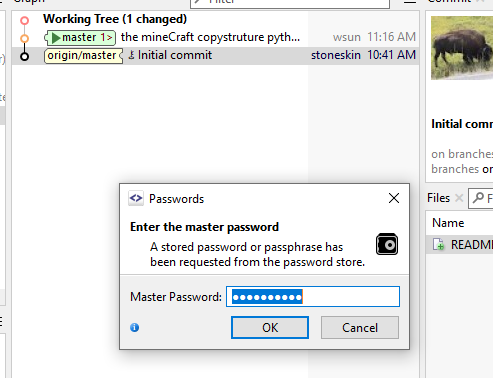 Filter
Commit
Working Tree (1 changed)
master 1> the mineCraft copystruture pyth... wsun 11:16 AM
origin/master Initial commit stoneskin 10:41 AM
Initial comm
on branches
branches or
Files
Name
README
Passwords
Enter the master password
A stored password or passphrase has
been requested from the password store.
Master Password: ●●●●●●●●●●
OK Cancel